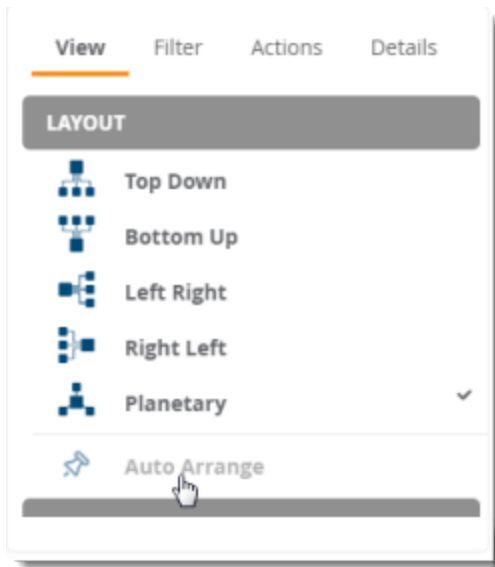 View Filter Actions Details
LAYOUT
Top Down
Bottom Up
Left Right
Right Left
Planetary
Auto Arrange